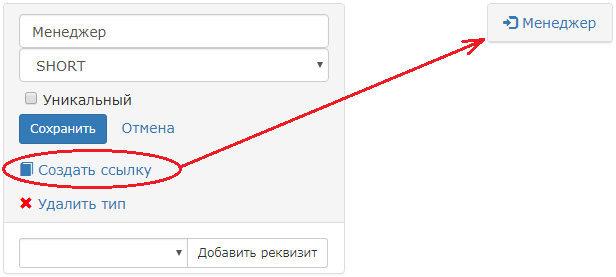 Менеджер
SHORT
Уникальный
Сохранить Отмена
Создать ссылку
Удалить тип
Добавить реквизит
Менеджер